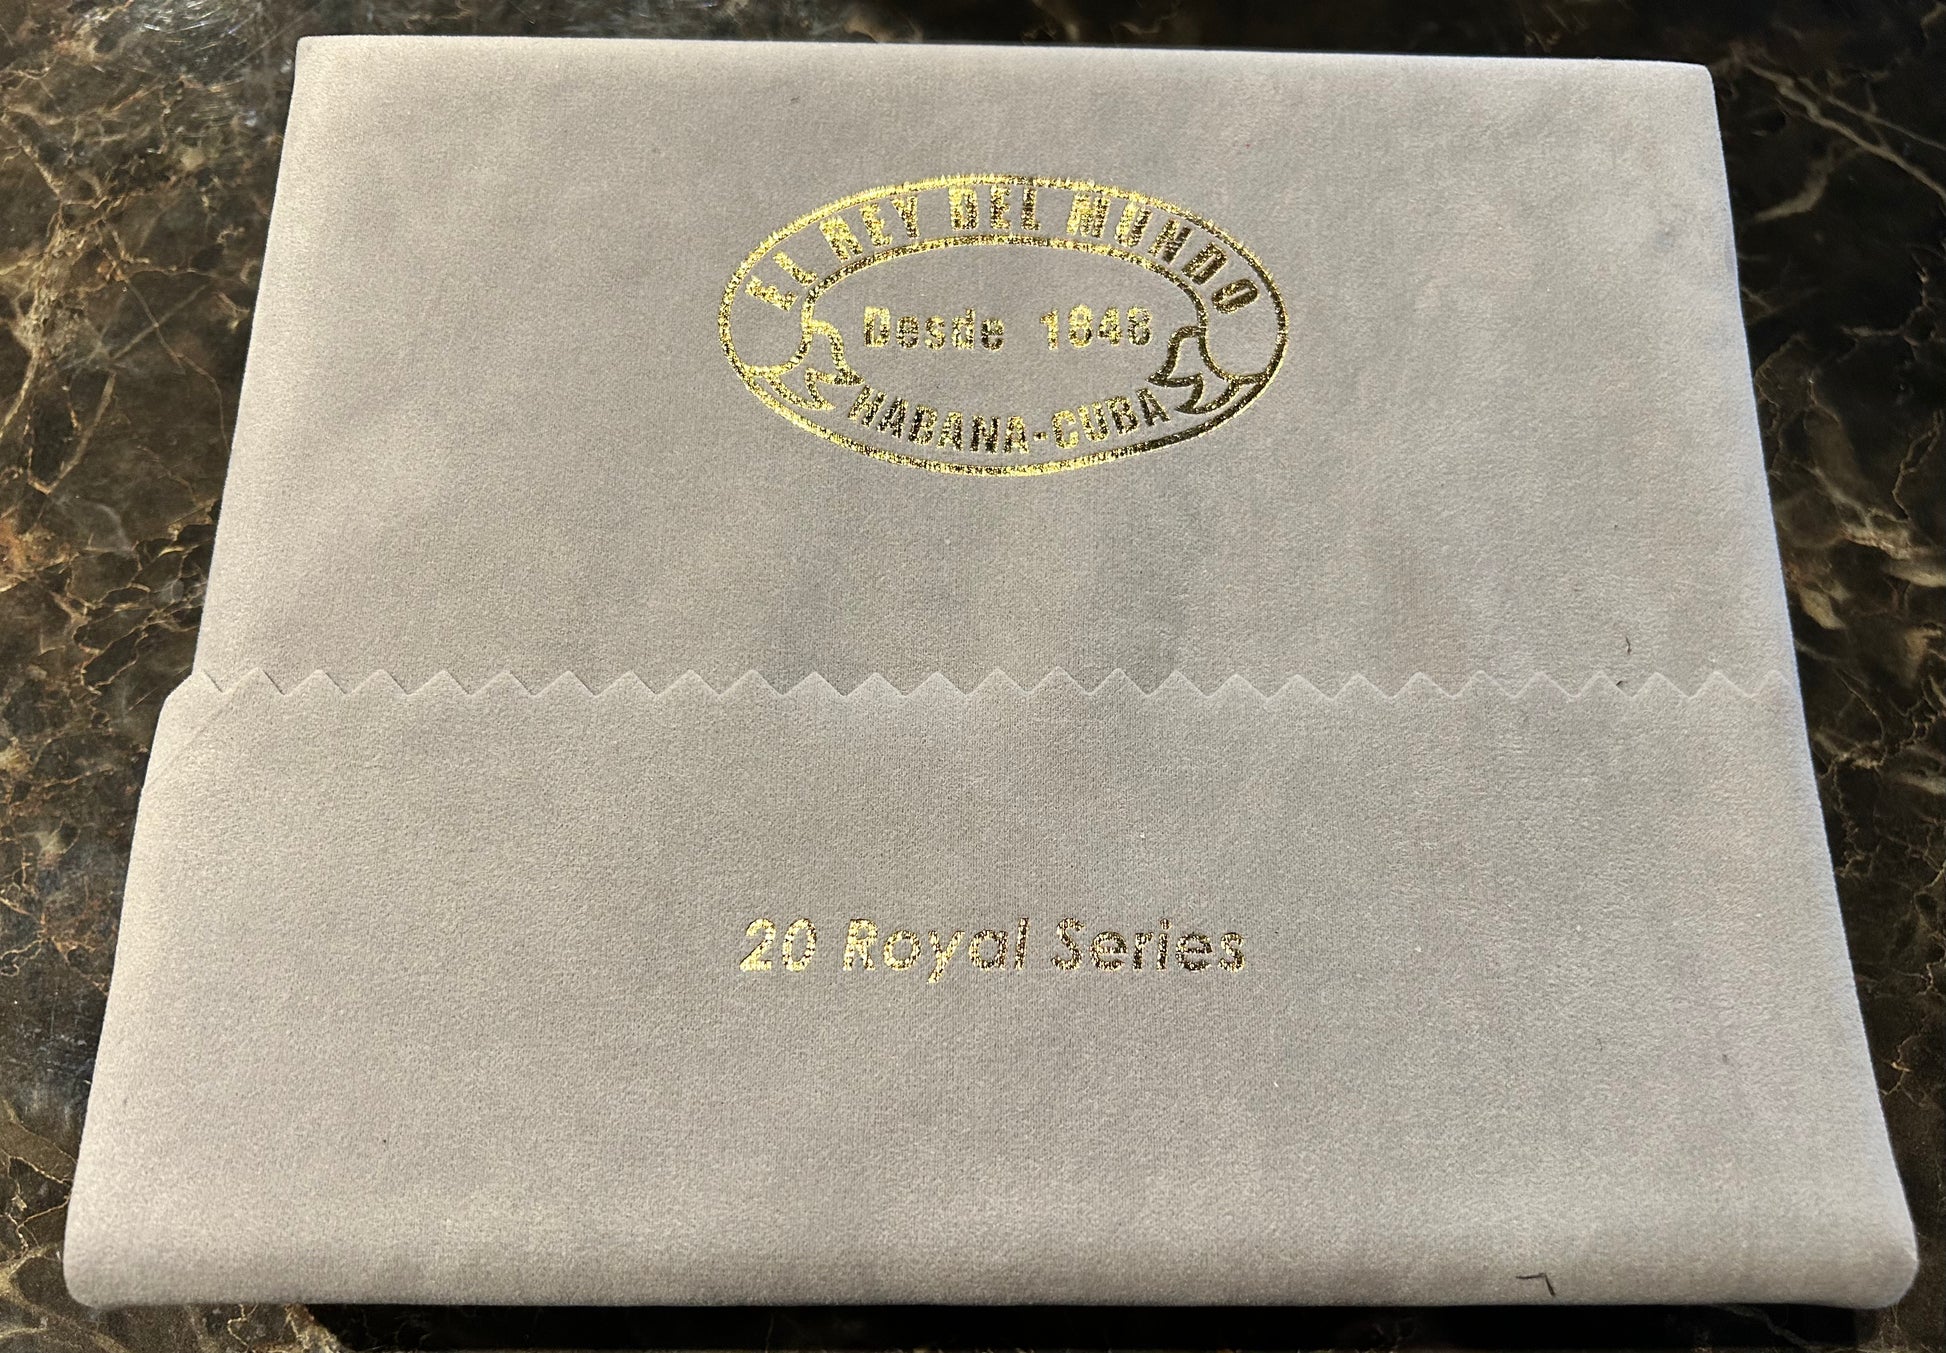 EL REY DEL MUNDO
Desde 1848
HABANA-CUBA
20 Royal Series